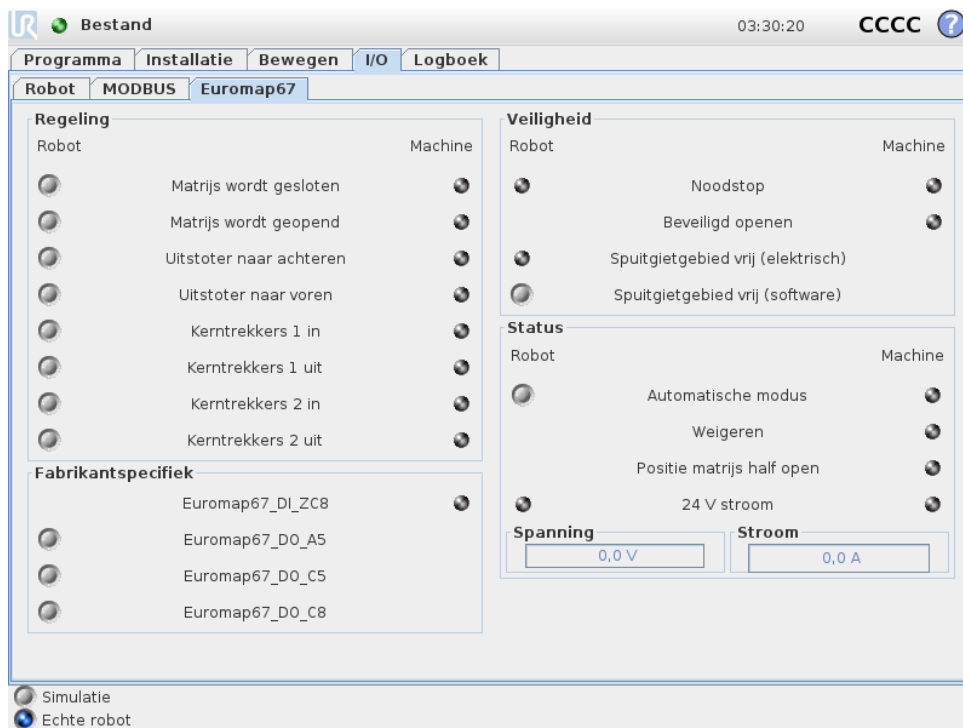 UR Bestand 03:30:20 CCCC ?
Programma Installatie Bewegen I/O Logboek
Robot MODBUS Euromap67
Regeling
Robot Machine
Matrijs wordt gesloten
Matrijs wordt geopend
Uitstoter naar achteren
Uitstoter naar voren
Kerntrekkers 1 in
Kerntrekkers 1 uit
Kerntrekkers 2 in
Kerntrekkers 2 uit
Fabrikantspecifiek
Euromap67_DI_ZC8
Euromap67_DO_A5
Euromap67_DO_C5
Euromap67_DO_C8
Veiligheid
Robot Machine
Noodstop
Beveiligd openen
Spuitgietgebied vrij (elektrisch)
Spuitgietgebied vrij (software)
Status
Robot Machine
Automatische modus
Weigeren
Positie matrijs half open
24 V stroom
Spanning Stroom
0,0 V 0,0 A
Simulatie
Echte robot